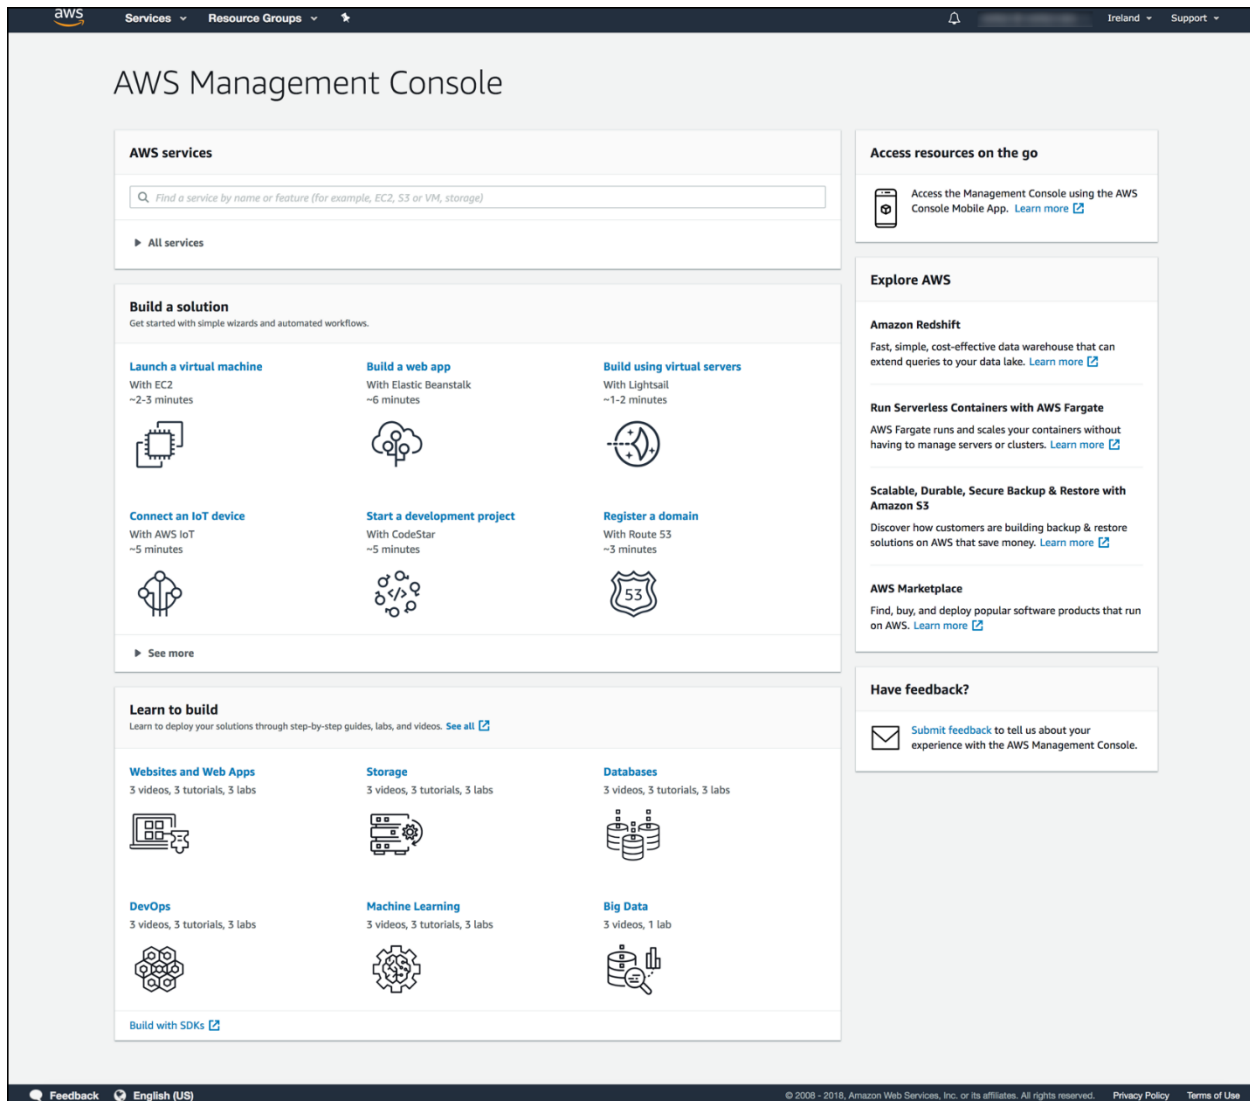 aws
Services
Resource Groups
Ireland
Support
AWS Management Console
AWS services
Find a service by name or feature (for example, EC2, S3 or VM, storage)
All services
Build a solution
Get started with simple wizards and automated workflows.
Launch a virtual machine
With EC2
~2-3 minutes
Build a web app
With Elastic Beanstalk
~6 minutes
Build using virtual servers
With Lightsail
~1-2 minutes
Connect an IoT device
With AWS IoT
~5 minutes
Start a development project
With CodeStar
~5 minutes
Register a domain
With Route 53
~3 minutes
</>
53
See more
Learn to build
Learn to deploy your solutions through step-by-step guides, labs, and videos. See all
Websites and Web Apps
3 videos, 3 tutorials, 3 labs
Storage
3 videos, 3 tutorials, 3 labs
Databases
3 videos, 3 tutorials, 3 labs
DevOps
3 videos, 3 tutorials, 3 labs
Machine Learning
3 videos, 3 tutorials, 3 labs
Big Data
3 videos, 1 lab
Build with SDKs
Access resources on the go
Access the Management Console using the AWS
Console Mobile App. Learn more
Explore AWS
Amazon Redshift
Fast, simple, cost-effective data warehouse that can
extend queries to your data lake. Learn more
Run Serverless Containers with AWS Fargate
AWS Fargate runs and scales your containers without
having to manage servers or clusters. Learn more
Scalable, Durable, Secure Backup & Restore with
Amazon S3
Discover how customers are building backup & restore
solutions on AWS that save money. Learn more
AWS Marketplace
Find, buy, and deploy popular software products that run
on AWS. Learn more
Have feedback?
Submit feedback to tell us about your
experience with the AWS Management Console.
Feedback
English (US)
© 2008 - 2018, Amazon Web Services, Inc. or its affiliates. All rights reserved.
Privacy Policy
Terms of Use